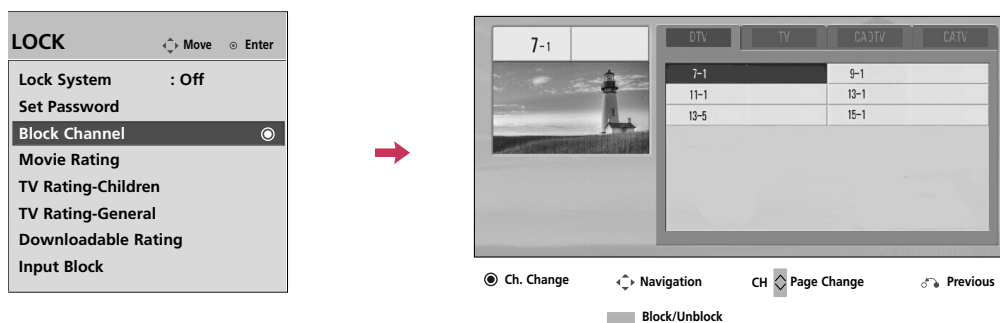 LOCK
Move
Enter
Lock System : Off
Set Password
Block Channel
Movie Rating
TV Rating-Children
TV Rating-General
Downloadable Rating
Input Block
7-1
DTV TV CADTV CATV
7-1 9-1
11-1 13-1
13-5 15-1
Ch. Change
Navigation
CH Page Change
Previous
Block/Unblock